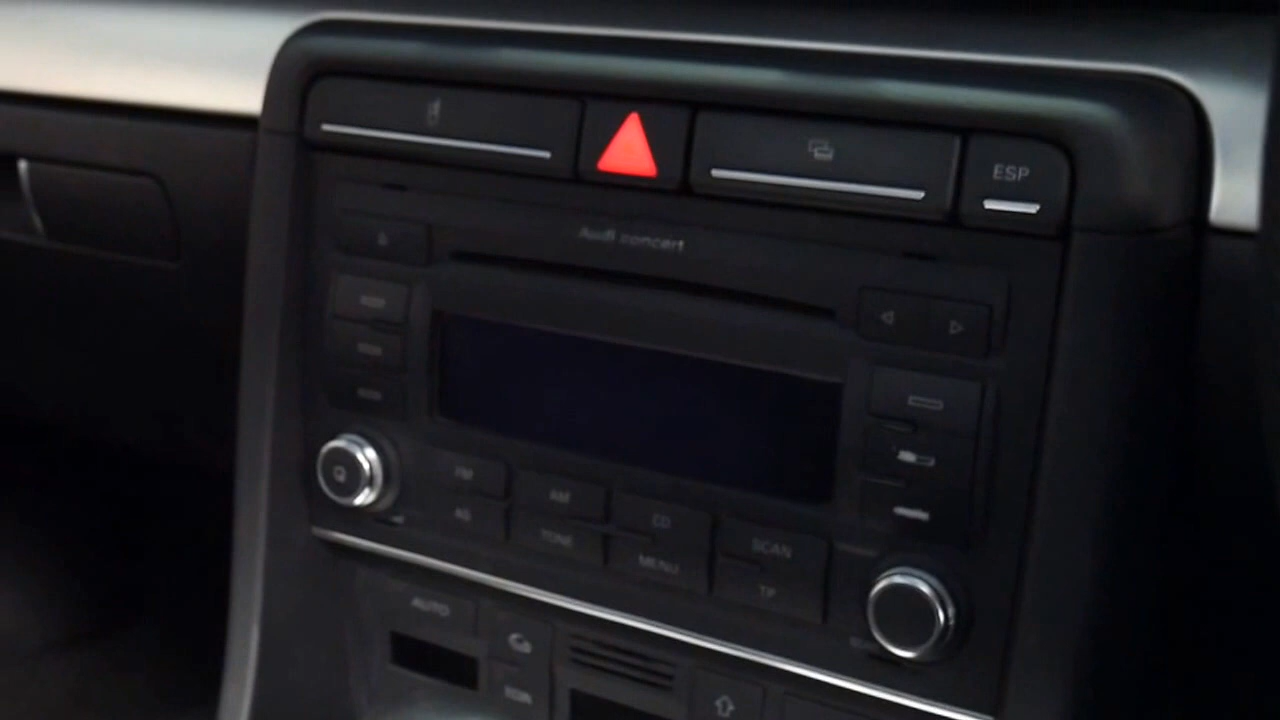 ESP
Audi concert
FM
AM
CD
SCAN
AS
TONE
MENU
TP
AUTO